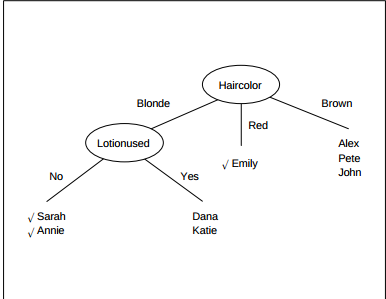 Haircolor
Blonde
Brown
Red
Lotionused
Alex
Pete
John
√ Emily
No
Yes
√ Sarah
√ Annie
Dana
Katie